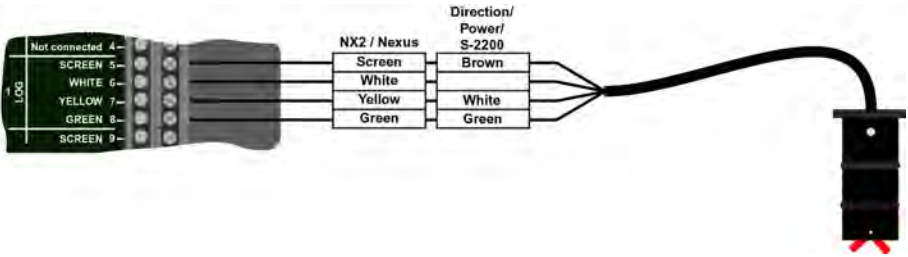 Not connected 4
SCREEN 5
WHITE 6
YELLOW 7
GREEN 8
SCREEN 9
1
LOG
NX2 / Nexus
Screen
White
Yellow
Green
Direction/
Power/
S-2200
Brown
White
Green